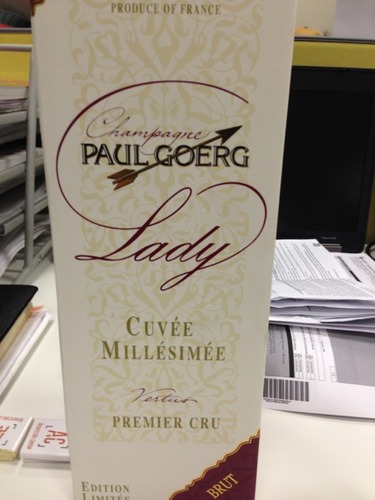 PRODUCE OF FRANCE
Champagne
PAUL GOERG
Lady
CUVÉE
MILLÉSIMÉE
Vertus
PREMIER CRU
EDITION
LIMITÉE
BRUT